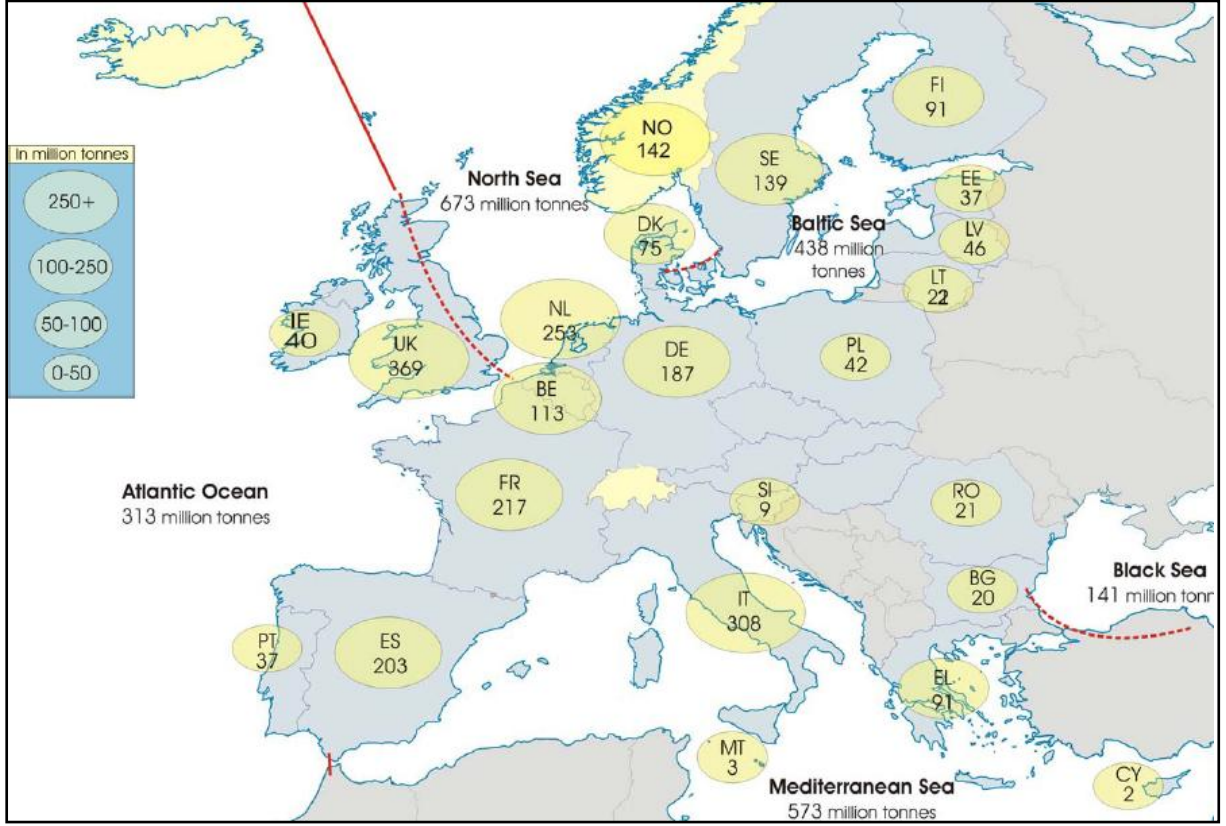 In million tonnes
250+
100-250
50-100
0-50
FI
91
NO
142
SE
139
North Sea
673 million tonnes
EE
37
DK
75
Baltic Sea
438 million
tonnes
LV
46
LT
22
IE
40
UK
369
NL
253
DE
187
PL
42
BE
113
Atlantic Ocean
313 million tonnes
FR
217
SI
9
RO
21
BG
20
Black Sea
141 million tonn
PT
37
ES
203
IT
308
EL
91
MT
3
Mediterranean Sea
573 million tonnes
CY
2